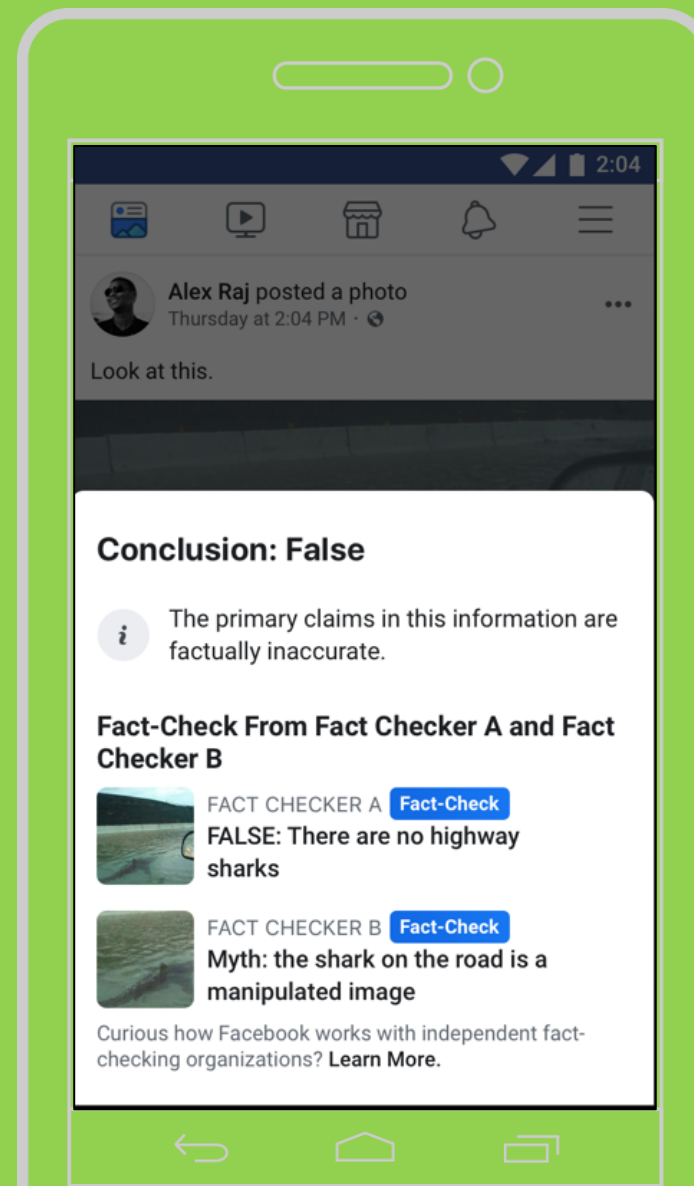 2:04
Alex Raj posted a photo
Thursday at 2:04 PM ·
Look at this.
Conclusion: False
The primary claims in this information are
factually inaccurate.
Fact-Check From Fact Checker A and Fact
Checker B
FACT CHECKER A Fact-Check
FALSE: There are no highway
sharks
FACT CHECKER B Fact-Check
Myth: the shark on the road is a
manipulated image
Curious how Facebook works with independent fact-
checking organizations? Learn More.